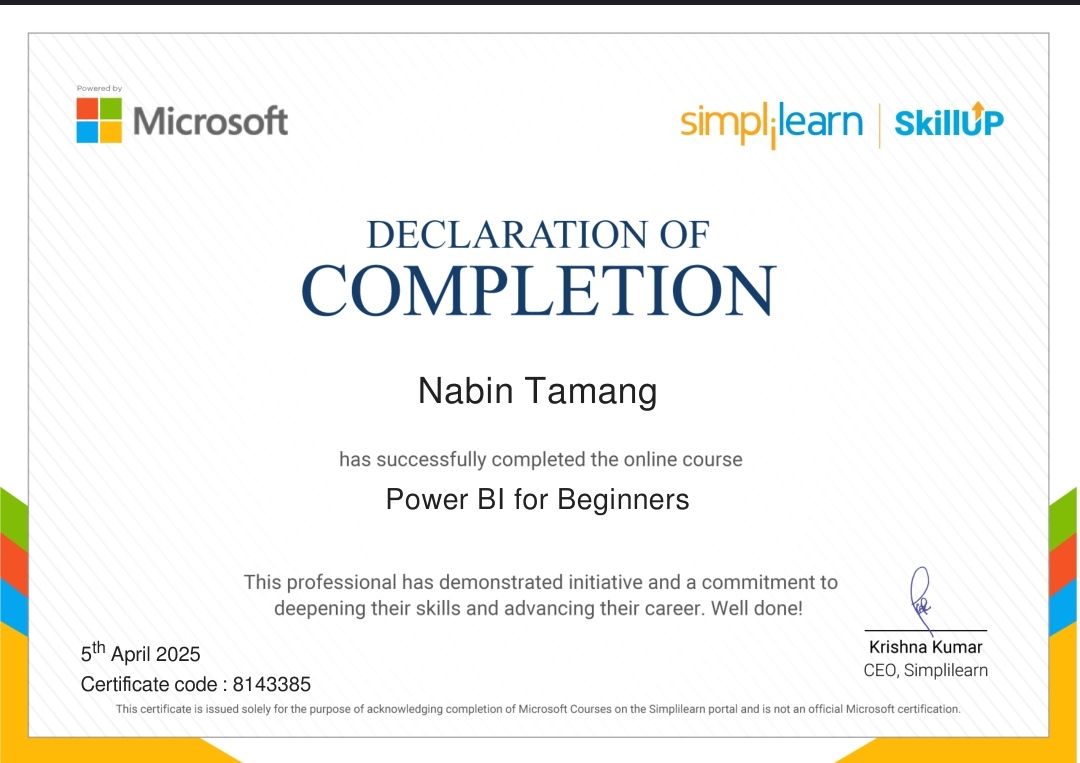 Powered by
Microsoft
simplilearn | SkillUP
DECLARATION OF
COMPLETION
Nabin Tamang
has successfully completed the online course
Power BI for Beginners
This professional has demonstrated initiative and a commitment to
deepening their skills and advancing their career. Well done!
5th April 2025
Certificate code : 8143385
Krishna Kumar
CEO, Simplilearn
This certificate is issued solely for the purpose of acknowledging completion of Microsoft Courses on the Simplilearn portal and is not an official Microsoft certification.